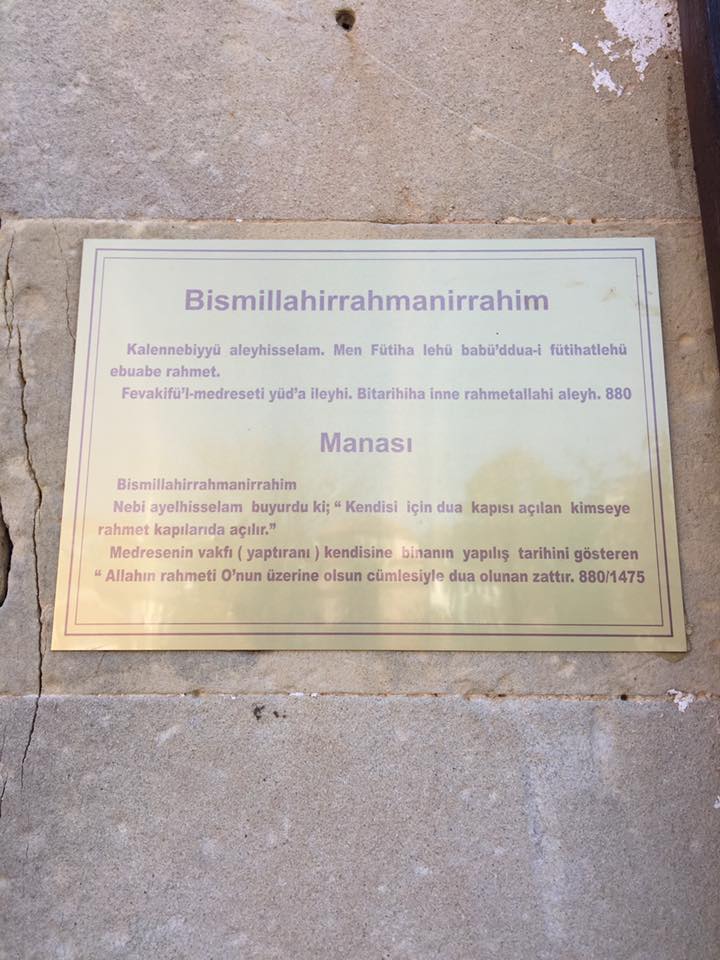 Bismillahirrahmanirrahim
Kalennebiyyü aleyhisselam. Men Fütiha lehü babü'ddua-i fütihatlehü
ebuabe rahmet.
Fevakifü'l-medreseti yüd'a ileyhi. Bitarihiha inne rahmetallahi aleyh. 880
Manası
Bismillahirrahmanirrahim
Nebi ayelhisselam buyurdu ki; “ Kendisi için dua kapısı açılan kimseye
rahmet kapılarıda açılır.”
Medresenin vakfı ( yaptıranı ) kendisine binanın yapılış tarihini gösteren
“ Allahın rahmeti O'nun üzerine olsun cümlesiyle dua olunan zattır. 880/1475